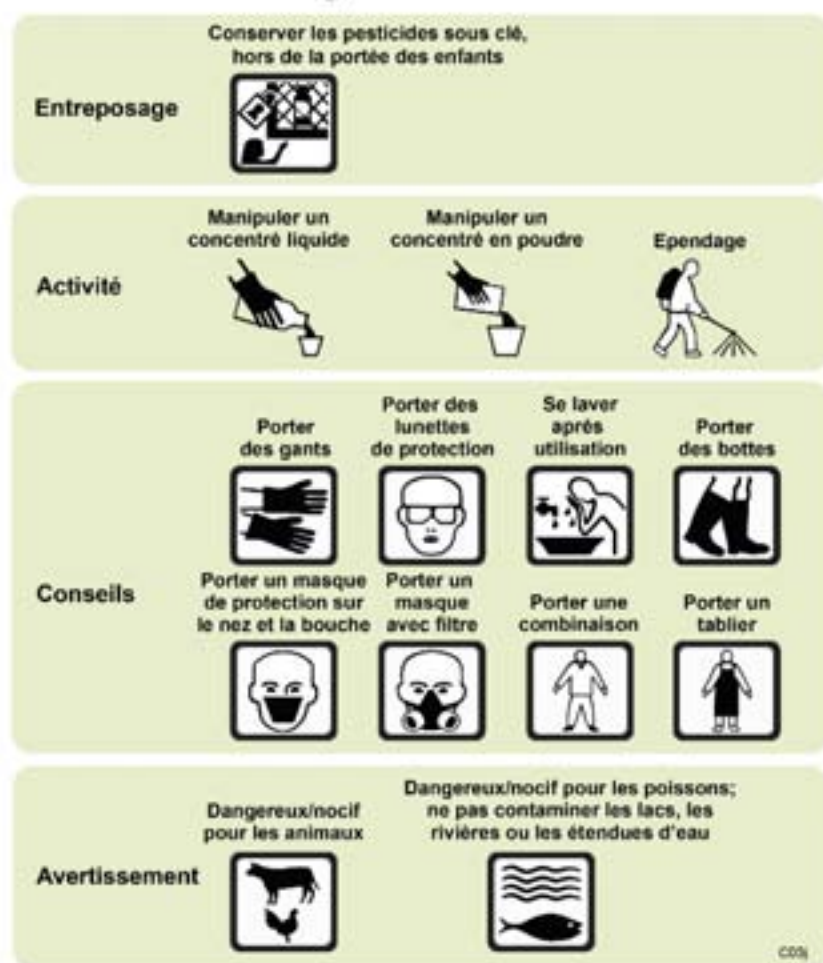 Conserver les pesticides sous clé,
hors de la portée des enfants
Entreposage
Manipuler un
concentré liquide
Manipuler un
concentré en poudre
Ependage
Activité
Porter
des gants
Porter des
lunettes
de protection
Se laver
aprés
utilisation
Porter
des bottes
Conseils
Porter un masque
de protection sur
le nez et la bouche
Porter un
masque
avec filtre
Porter une
combinaison
Porter un
tablier
Dangereux/nocif
pour les animaux
Dangereux/nocif pour les poissons;
ne pas contaminer les lacs, les
rivières ou les étendues d'eau
Avertissement